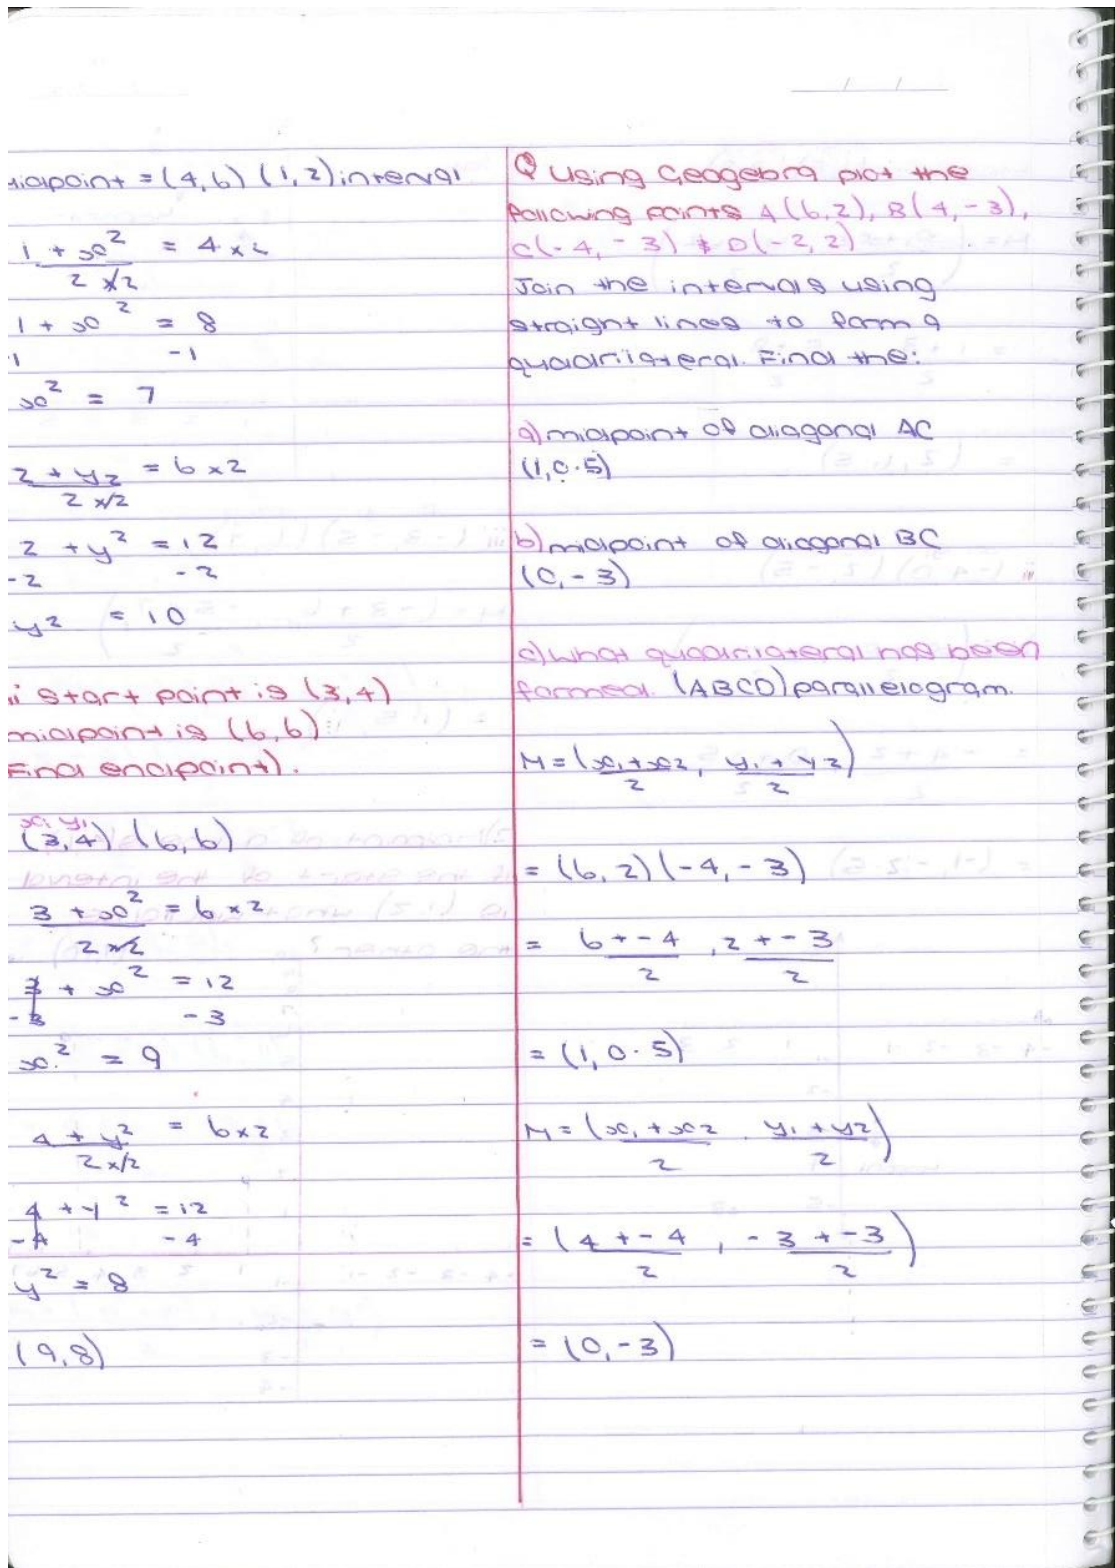 midpoint = (4,6) (1,2) interval
1 + x² = 4 x 2
2 x2
1 + x² = 8
-1 -1
x² = 7
2 + y2 = 6 x 2
2 x2
2 + y² = 12
-2 -2
y² = 10
ii start point is (3,4)
midpoint is (6,6)
Find endpoint).
x1 y1
(3,4) (6,6)
3 + x² = 6 x 2
2 x2
3 + x² = 12
-3 -3
x² = 9
4 + y² = 6x2
2 x2
4 + y² = 12
-4 -4
y² = 8
(9,8)
Q Using Geogebra plot the
following points A(6,2), B(4,-3),
C(-4,-3) & D(-2,2)
Join the intervals using
straight lines to form a
quadrilateral. Find the:
a) midpoint of diagonal AC
(1,0.5)
b) midpoint of diagonal BC
(0,-3)
c) what quadrilateral has been
formed. (ABCD) parallelogram.
M = (x1 + x2, y1 + y2)
2 2
= (6,2) (-4,-3)
= 6 + -4, 2 + -3
2 2
= (1,0.5)
M = (x1 + x2, y1 + y2)
2 2
= (4 + -4, -3 + -3)
2 2
= (0,-3)